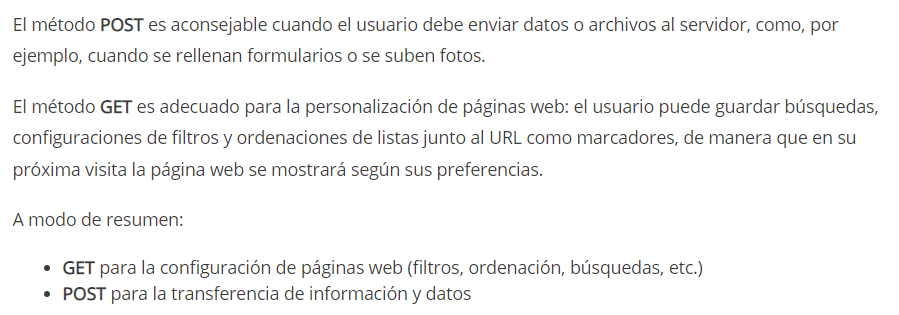 El método POST es aconsejable cuando el usuario debe enviar datos o archivos al servidor, como, por
ejemplo, cuando se rellenan formularios o se suben fotos.
El método GET es adecuado para la personalización de páginas web: el usuario puede guardar búsquedas,
configuraciones de filtros y ordenaciones de listas junto al URL como marcadores, de manera que en su
próxima visita la página web se mostrará según sus preferencias.
A modo de resumen:
• GET para la configuración de páginas web (filtros, ordenación, búsquedas, etc.)
• POST para la transferencia de información y datos